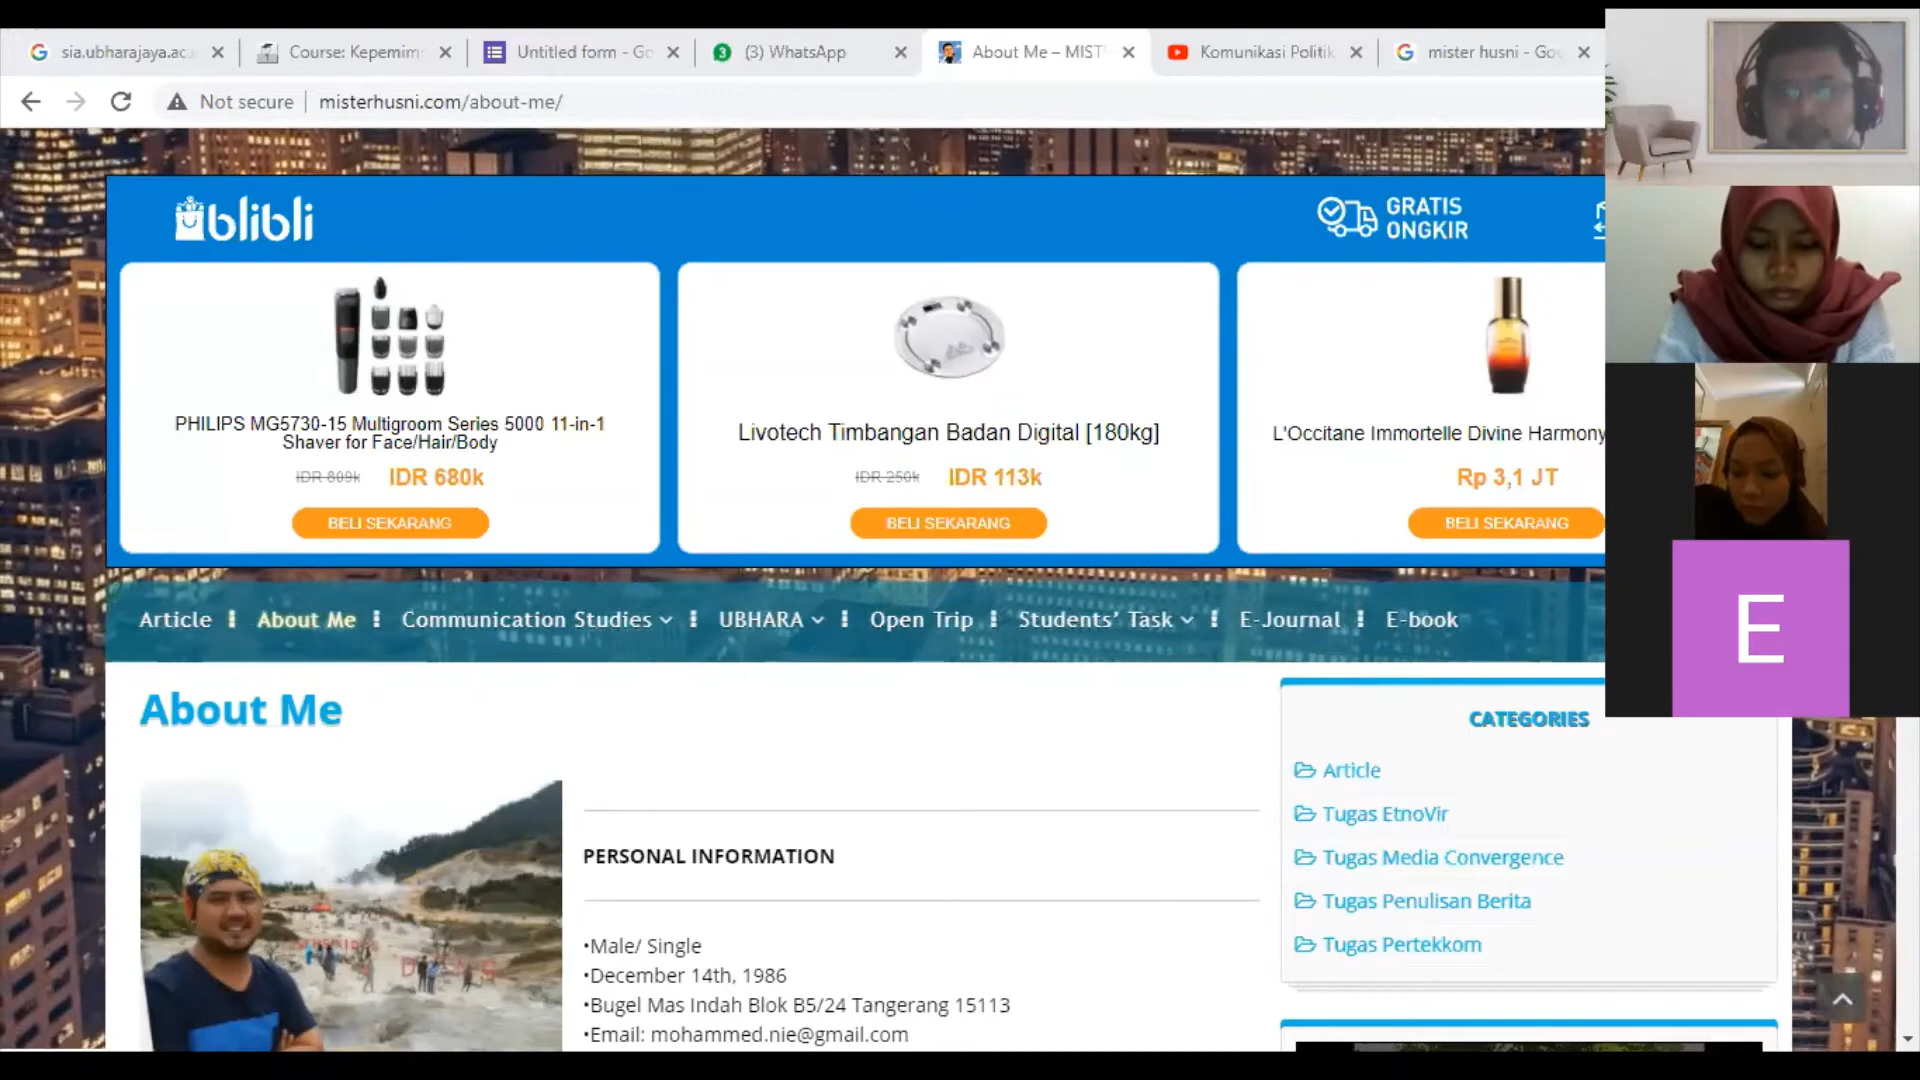 sia.ubharajaya.ac.
Course: Kepemim
Untitled form - Go
(3) WhatsApp
About Me – MIST
Komunikasi Politik
mister husni - Goo
Not secure
misterhusni.com/about-me/
blibli
GRATIS
ONGKIR
PHILIPS MG5730-15 Multigroom Series 5000 11-in-1
Shaver for Face/Hair/Body
IDR 809k IDR 680k
BELI SEKARANG
Livotech Timbangan Badan Digital [180kg]
IDR 250k IDR 113k
BELI SEKARANG
L'Occitane Immortelle Divine Harmony
Rp 3,1 JT
BELI SEKARANG
E
Article
About Me
Communication Studies
UBHARA
Open Trip
Students’ Task
E-Journal
E-book
About Me
PERSONAL INFORMATION
•Male/ Single
•December 14th, 1986
•Bugel Mas Indah Blok B5/24 Tangerang 15113
•Email: mohammed.nie@gmail.com
CATEGORIES
Article
Tugas EtnoVir
Tugas Media Convergence
Tugas Penulisan Berita
Tugas Pertekkom